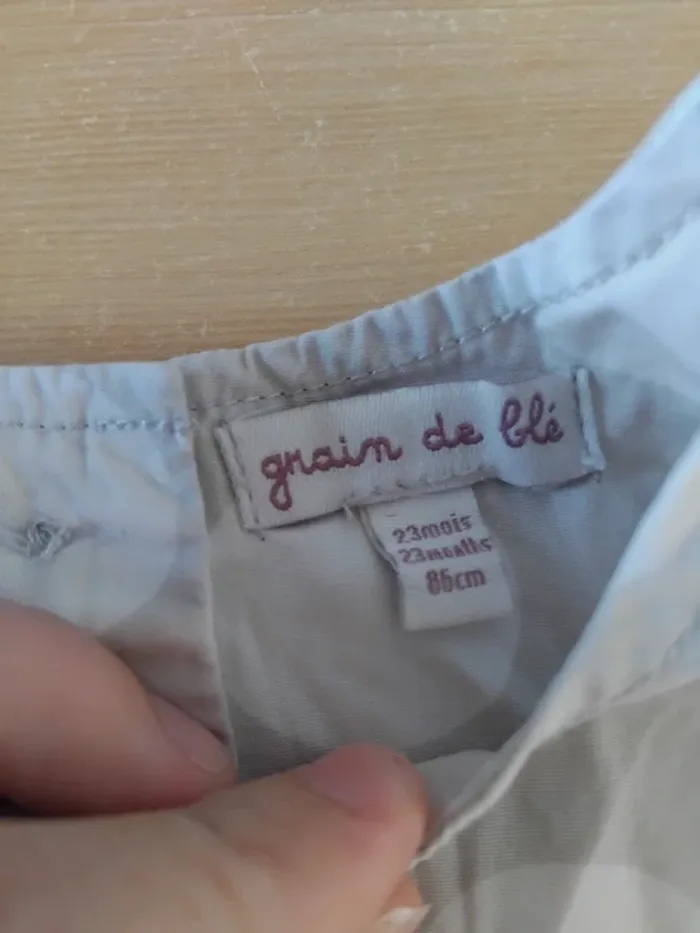 grain de blé
23mois
23months
86cm